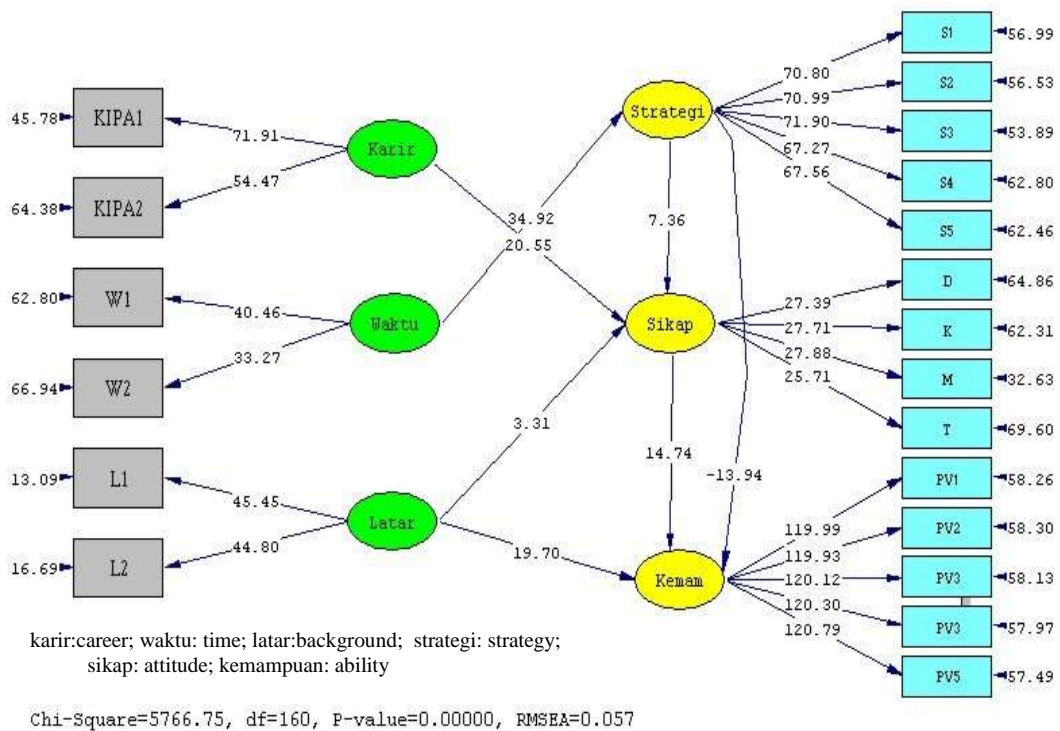 S1
56.99
70.80
S2
56.53
70.99
Strategi
S3
53.89
71.90
67.27
S4
62.80
67.56
S5
62.46
45.78
KIPA1
71.91
Karir
KIPA2
54.47
64.38
34.92
20.55
7.36
62.80
W1
40.46
Waktu
33.27
W2
66.94
Sikap
D
64.86
27.39
27.71
K
62.31
27.88
M
32.63
25.71
T
69.60
3.31
14.74
-13.94
13.09
L1
45.45
Latar
44.80
L2
16.69
19.70
Kemam
PV1
58.26
119.99
PV2
58.30
119.93
120.12
PV3
58.13
120.30
PV3
57.97
120.79
PV5
57.49
karir:career; waktu: time; latar:background; strategi: strategy;
sikap: attitude; kemampuan: ability
Chi-Square=5766.75, df=160, P-value=0.00000, RMSEA=0.057